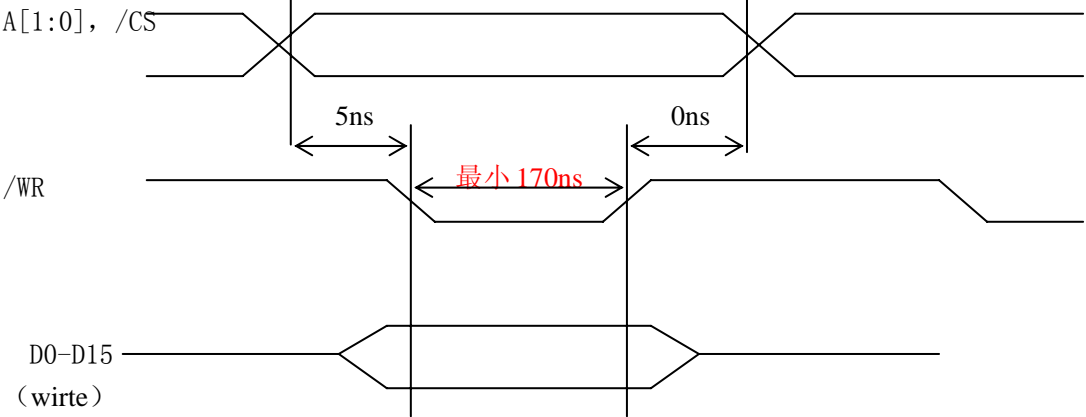 A[1:0], /CS
5ns
0ns
最小 170ns
/WR
D0-D15
（wirte）